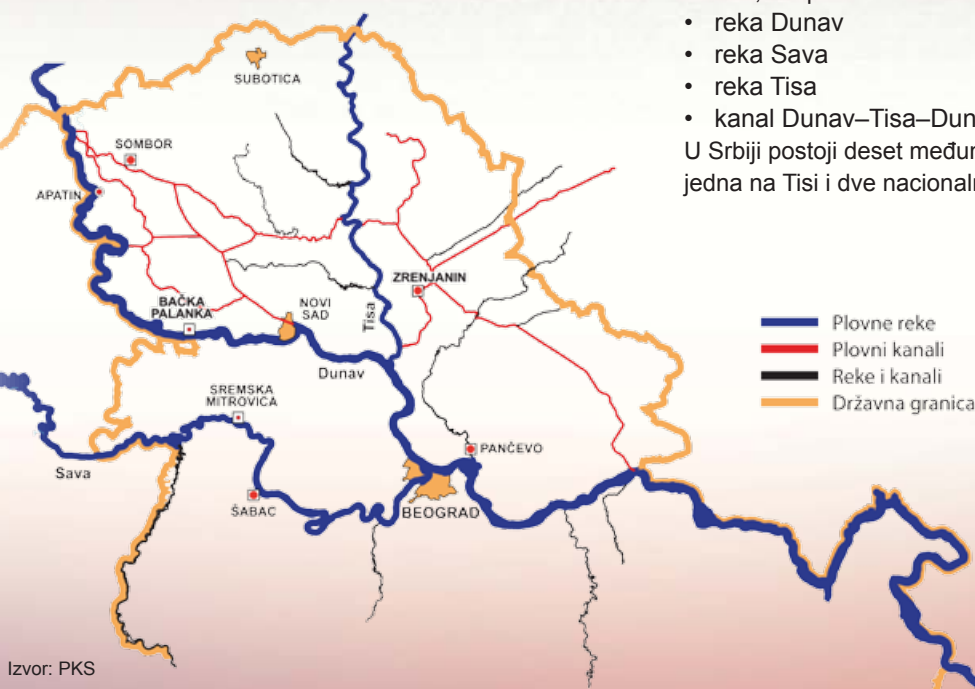 • reka Dunav
• reka Sava
• reka Tisa
• kanal Dunav–Tisa–Dun
U Srbiji postoji deset među
jedna na Tisi i dve nacional
SUBOTICA
SOMBOR
APATIN
BAČKA
PALANKA
NOVI
SAD
ZRENJANIN
Tisa
Dunav
SREMSKA
MITROVICA
Sava
ŠABAC
BEOGRAD
PANČEVO
Plovne reke
Plovni kanali
Reke i kanali
Državna granica
Izvor: PKS